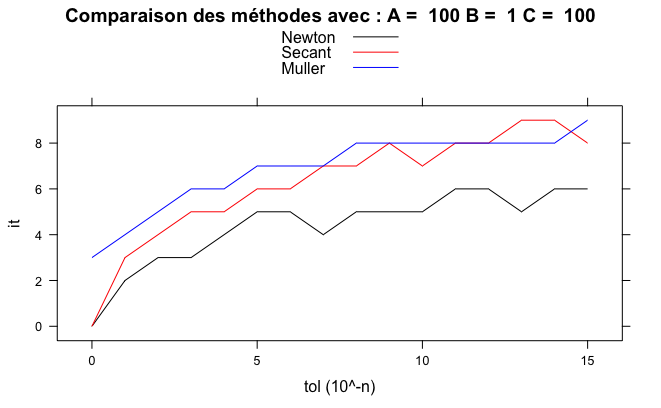 Comparaison des méthodes avec : A =  100 B =  1 C =  100
Newton
Secant
Muller
it
8
6
4
2
0
0 5 10 15
tol (10^-n)